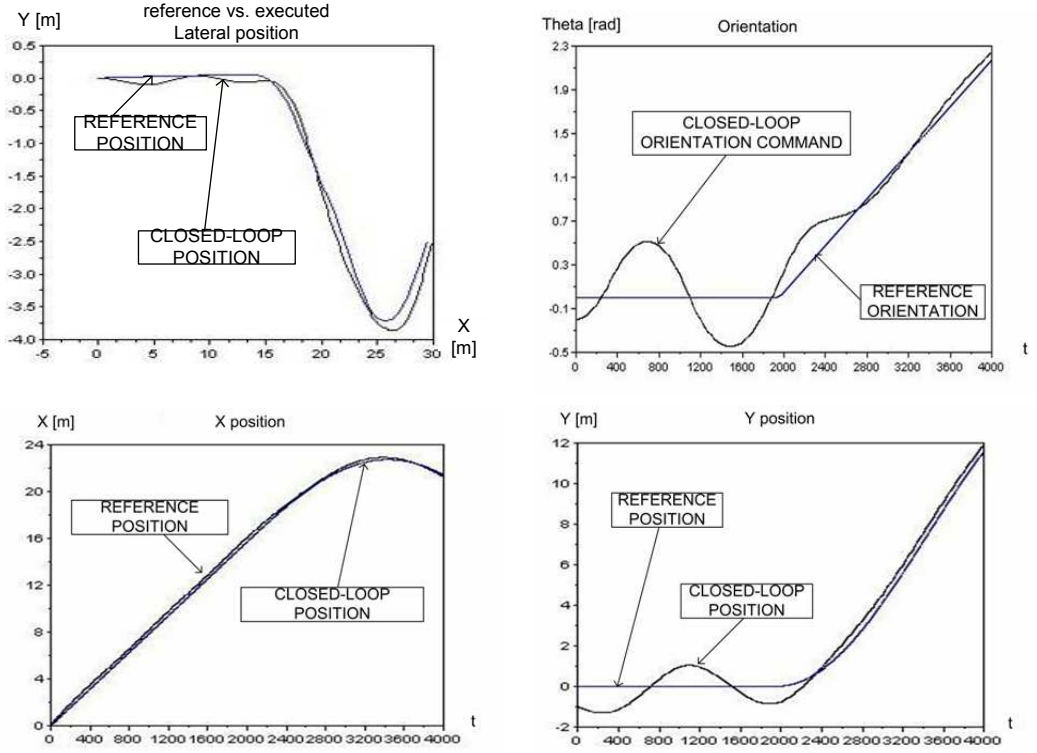 reference vs. executed
Lateral position
Y [m]
0.5
0.0
-0.5
-1.0
-1.5
-2.0
-2.5
-3.0
-3.5
-4.0
REFERENCE
POSITION
CLOSED-LOOP
POSITION
X
[m]
-5 0 5 10 15 20 25 30
Theta [rad]
Orientation
2.3
1.9
1.5
1.1
0.7
0.3
-0.1
-0.5
CLOSED-LOOP
ORIENTATION COMMAND
REFERENCE
ORIENTATION
t
0 400 800 1200 1600 2000 2400 2800 3200 3600 4000
X [m]
X position
24
20
16
12
8
4
0
REFERENCE
POSITION
CLOSED-LOOP
POSITION
t
0 400 800 1200 1600 2000 2400 2800 3200 3600 4000
Y [m]
Y position
12
10
8
6
4
2
0
-2
REFERENCE
POSITION
CLOSED-LOOP
POSITION
t
0 400 800 1200 1600 2000 2400 2800 3200 3600 4000